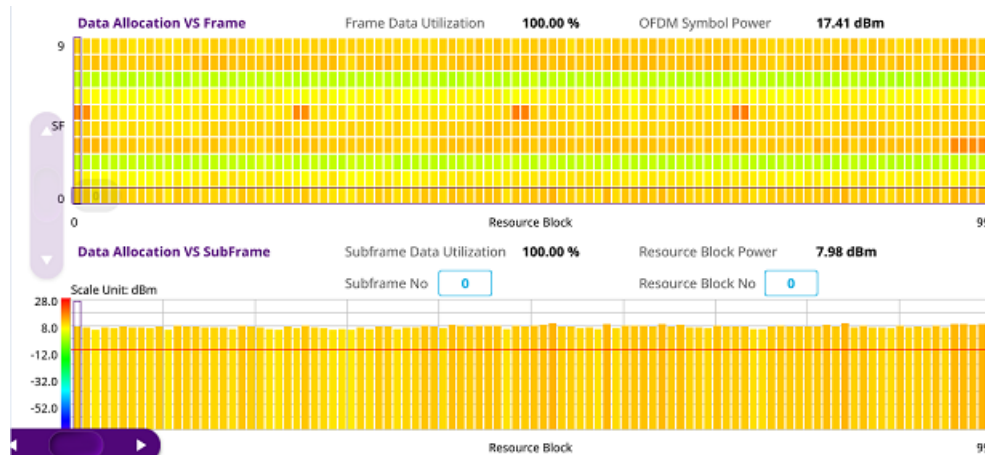 Data Allocation VS Frame Frame Data Utilization 100.00 % OFDM Symbol Power 17.41 dBm
9
SF
0
0 Resource Block
Data Allocation VS SubFrame Subframe Data Utilization 100.00 % Resource Block Power 7.98 dBm
Subframe No 0 Resource Block No 0
Scale Unit: dBm
28.0
8.0
-12.0
-32.0
-52.0
Resource Block